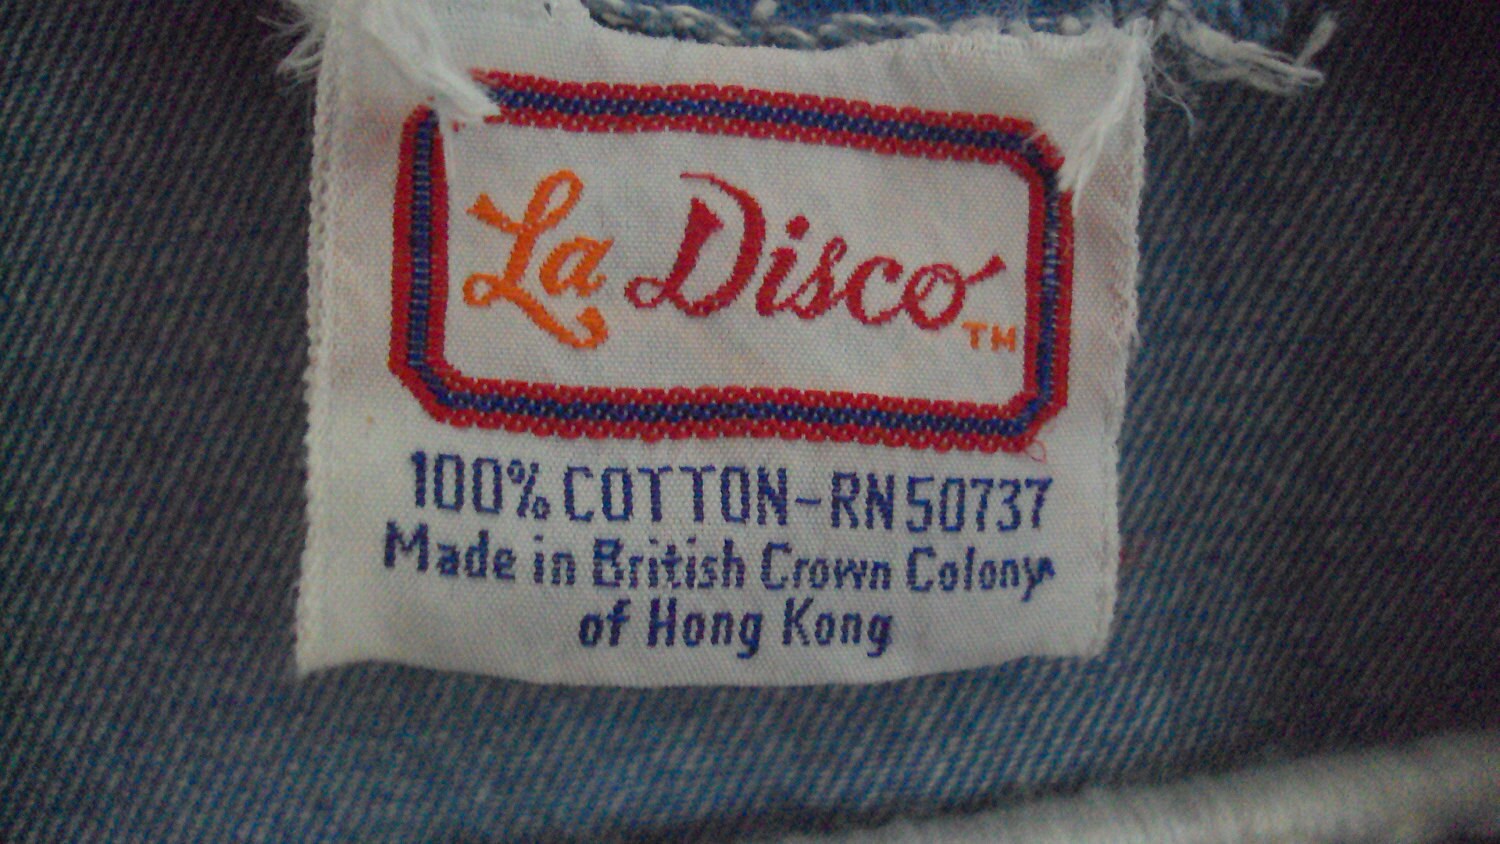 La Disco TM
100% COTTON-RN50737
Made in British Crown Colony
of Hong Kong